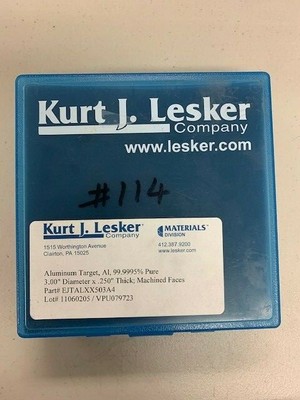 Kurt J. Lesker
Company
www.lesker.com
#114
Kurt J. Lesker®
Company
MATERIALS
DIVISION
1515 Worthington Avenue
Clairton, PA 15025
412.387.9200
www.lesker.com
Aluminum Target, Al, 99.9995% Pure
3.00" Diameter x .250" Thick; Machined Faces
Part# EJTALXX503A4
Lot# 11060205 / VPU079723